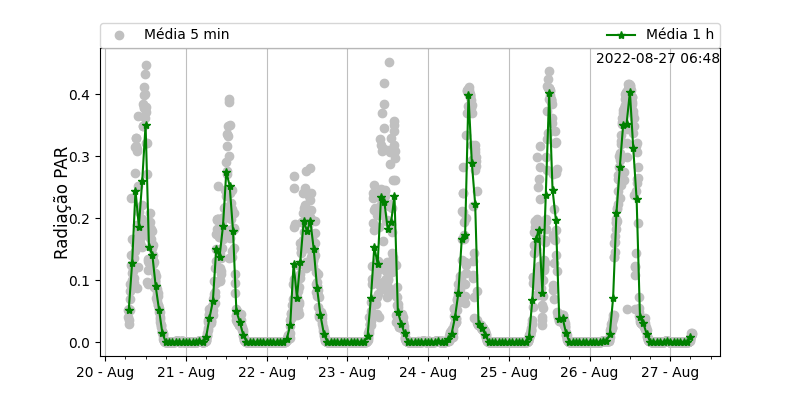 Média 5 min
Média 1 h
2022-08-27 06:48
Radiação PAR
0.4
0.3
0.2
0.1
0.0
20 - Aug
21 - Aug
22 - Aug
23 - Aug
24 - Aug
25 - Aug
26 - Aug
27 - Aug